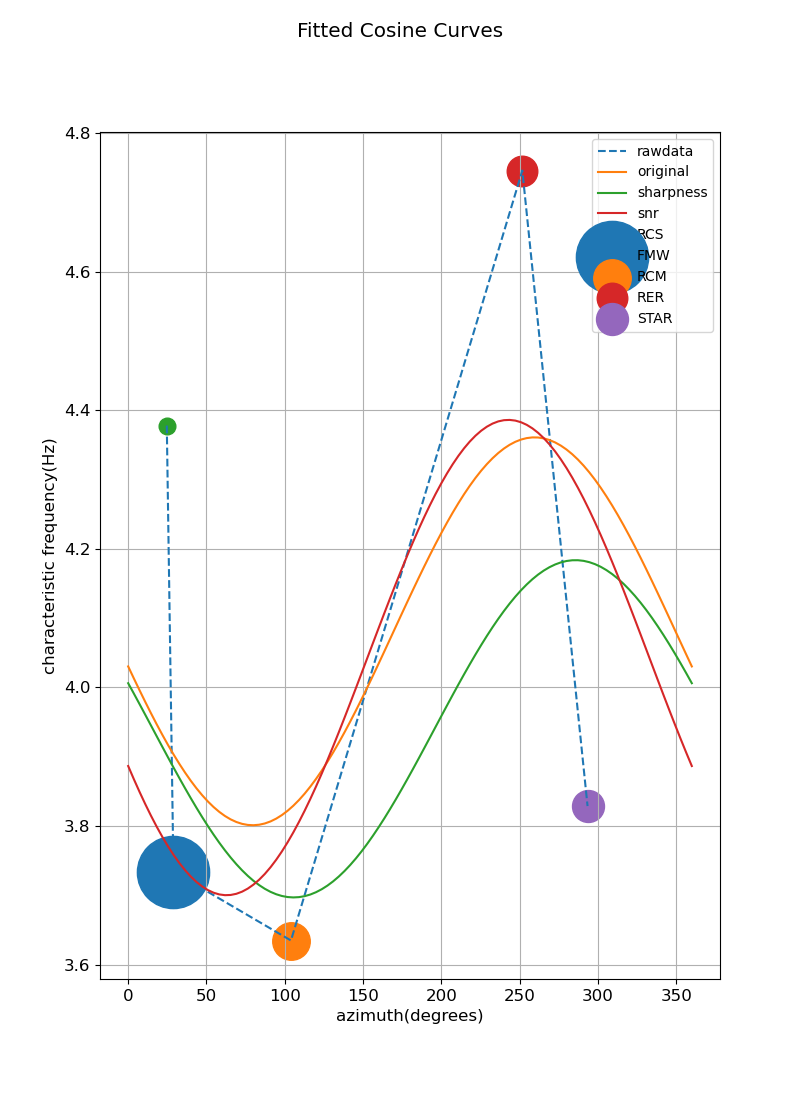 Fitted Cosine Curves
4.8
4.6
4.4
4.2
4.0
3.8
3.6
characteristic frequency(Hz)
rawdata
original
sharpness
snr
RCS
FMW
RCM
RER
STAR
0 50 100 150 200 250 300 350
azimuth(degrees)